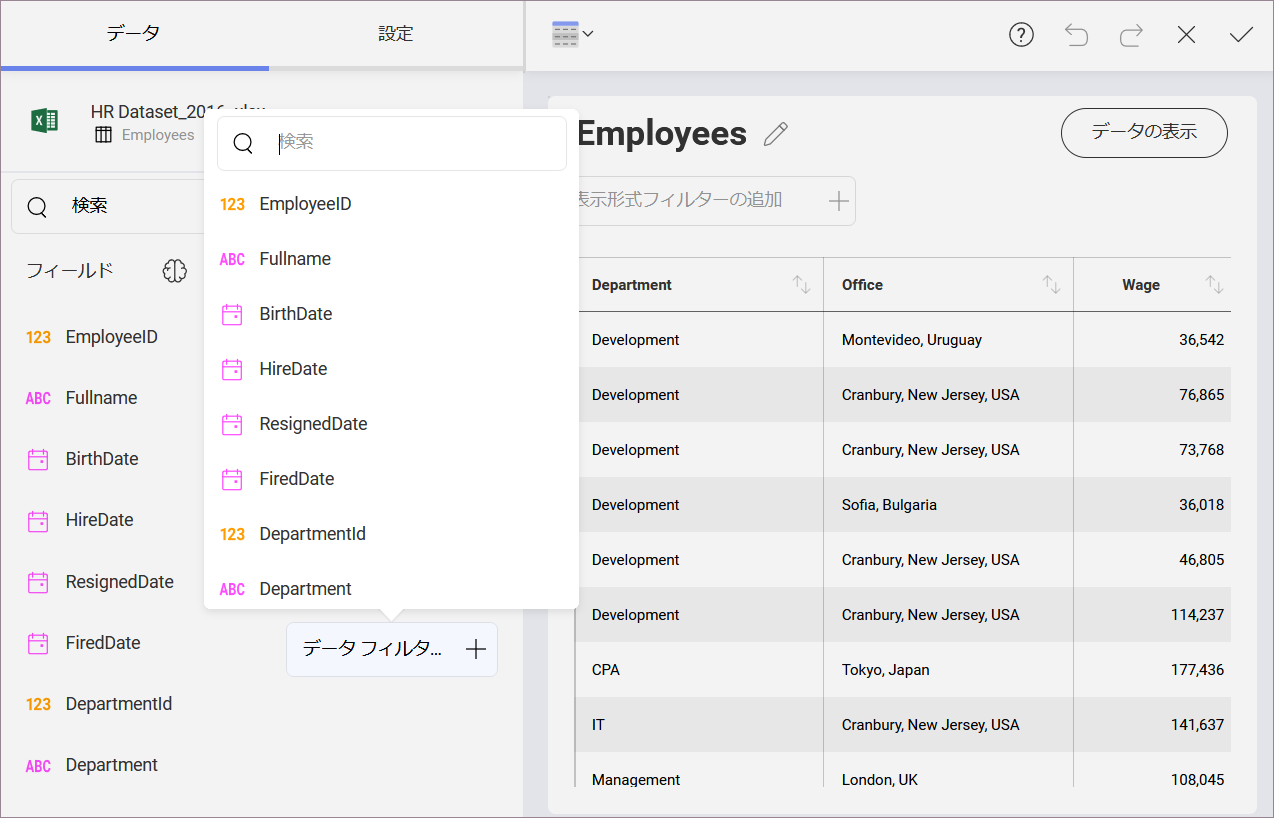 データ
設定
HR Dataset_2016.xlsx
Employees
検索
フィールド
123 EmployeeID
ABC Fullname
BirthDate
HireDate
ResignedDate
FiredDate
123 DepartmentId
ABC Department
検索
123 EmployeeID
ABC Fullname
BirthDate
HireDate
ResignedDate
FiredDate
123 DepartmentId
ABC Department
データ フィルタ...
Employees
データの表示
表示形式フィルターの追加
Department Office Wage
Development Montevideo, Uruguay 36,542
Development Cranbury, New Jersey, USA 76,865
Development Cranbury, New Jersey, USA 73,768
Development Sofia, Bulgaria 36,018
Development Cranbury, New Jersey, USA 46,805
Development Cranbury, New Jersey, USA 114,237
CPA Tokyo, Japan 177,436
IT Cranbury, New Jersey, USA 141,637
Management London, UK 108,045